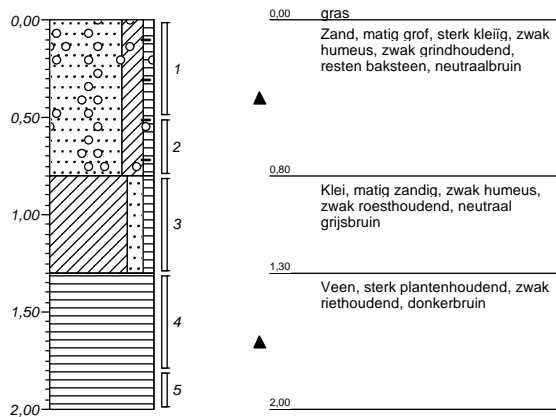 0,00
0,50
1,00
1,50
2,00
1
2
3
4
5
0,00
gras
Zand, matig grof, sterk kleiïg, zwak
humeus, zwak grindhoudend,
resten baksteen, neutraalbruin
0,80
Klei, matig zandig, zwak humeus,
zwak roesthoudend, neutraal
grijsbruin
1,30
Veen, sterk plantenhoudend, zwak
riethoudend, donkerbruin
2,00